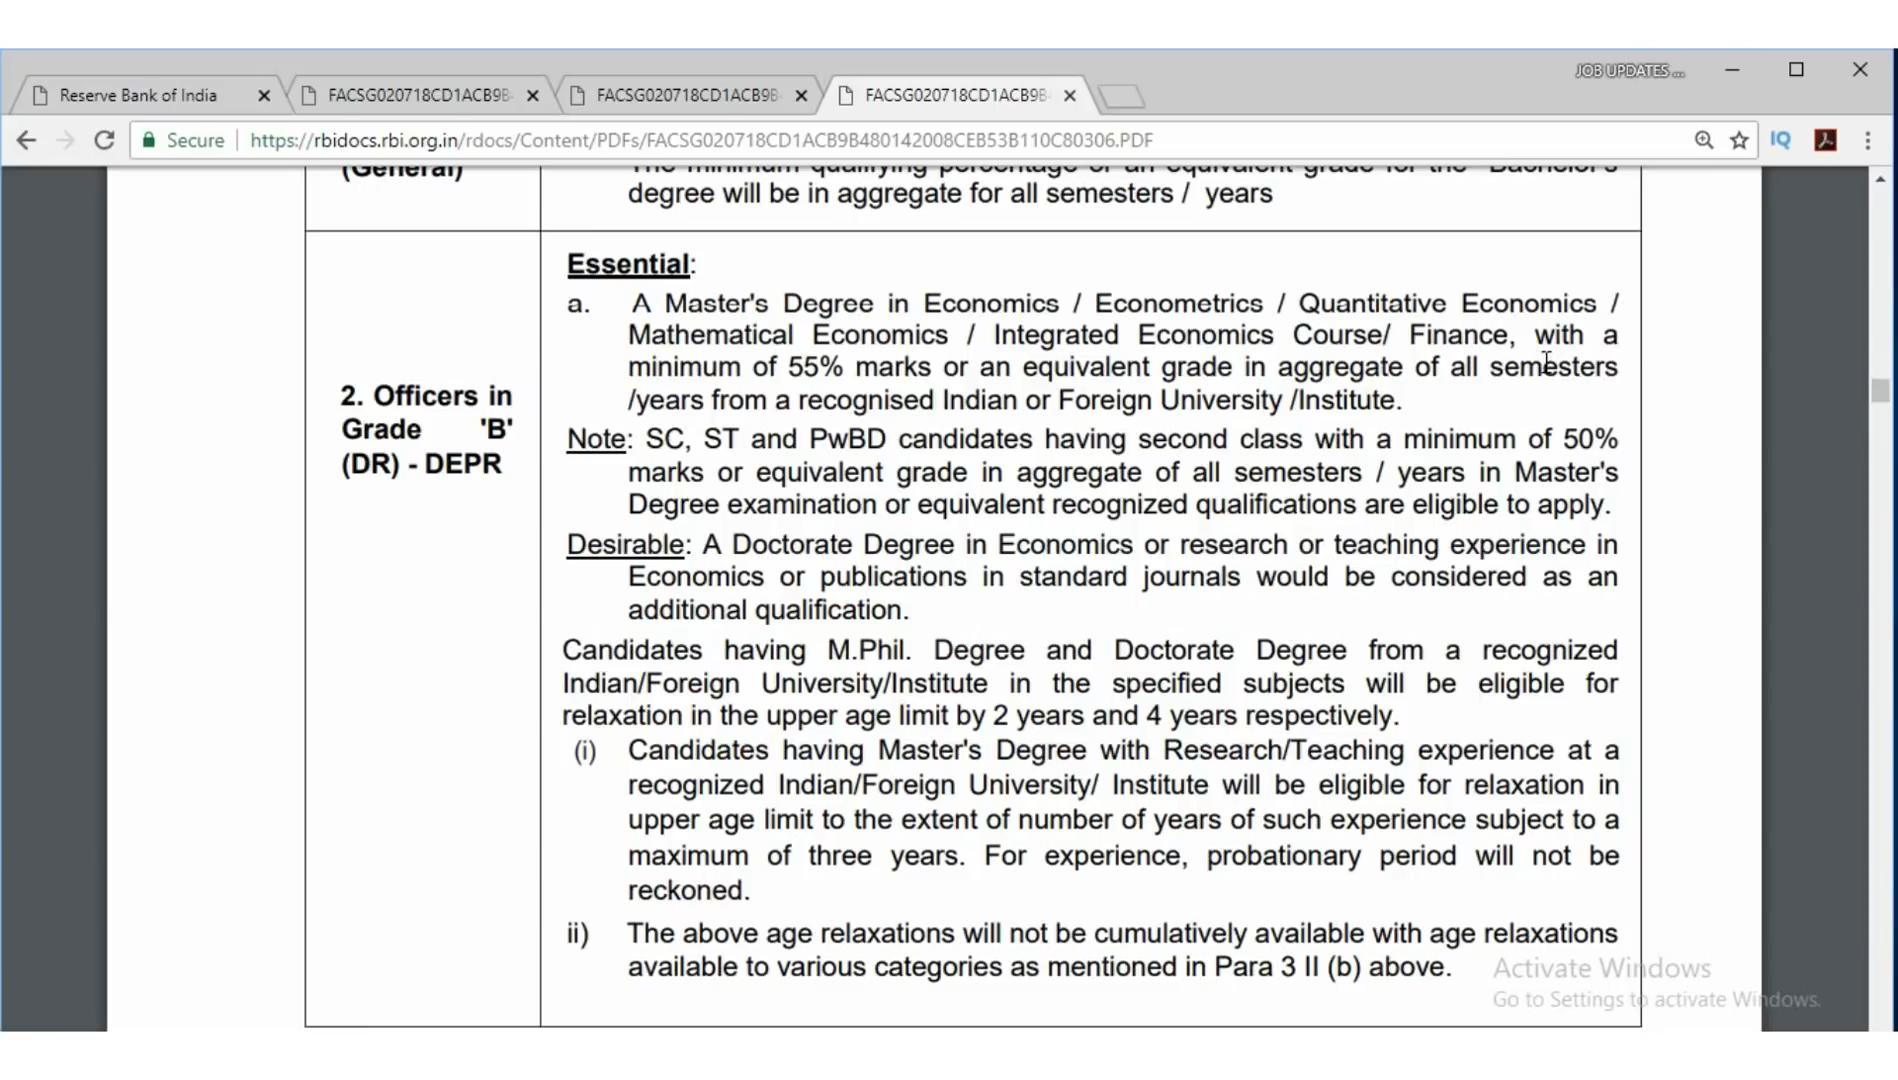 JOB UPDATES ...
Reserve Bank of India
FACSG020718CD1ACB9B
FACSG020718CD1ACB9B
FACSG020718CD1ACB9B
Secure
https://rbidocs.rbi.org.in/rdocs/Content/PDFs/FACSG020718CD1ACB9B480142008CEB53B110C80306.PDF
IQ
(General)
The minimum qualifying percentage or an equivalent grade for the Bachelor's
degree will be in aggregate for all semesters / years
2. Officers in
Grade 'B'
(DR) - DEPR
Essential:
a. A Master's Degree in Economics / Econometrics / Quantitative Economics /
Mathematical Economics / Integrated Economics Course/ Finance, with a
minimum of 55% marks or an equivalent grade in aggregate of all semesters
/years from a recognised Indian or Foreign University /Institute.
Note: SC, ST and PwBD candidates having second class with a minimum of 50%
marks or equivalent grade in aggregate of all semesters / years in Master's
Degree examination or equivalent recognized qualifications are eligible to apply.
Desirable: A Doctorate Degree in Economics or research or teaching experience in
Economics or publications in standard journals would be considered as an
additional qualification.
Candidates having M.Phil. Degree and Doctorate Degree from a recognized
Indian/Foreign University/Institute in the specified subjects will be eligible for
relaxation in the upper age limit by 2 years and 4 years respectively.
(i) Candidates having Master's Degree with Research/Teaching experience at a
recognized Indian/Foreign University/ Institute will be eligible for relaxation in
upper age limit to the extent of number of years of such experience subject to a
maximum of three years. For experience, probationary period will not be
reckoned.
ii) The above age relaxations will not be cumulatively available with age relaxations
available to various categories as mentioned in Para 3 II (b) above.
Activate Windows
Go to Settings to activate Windows.